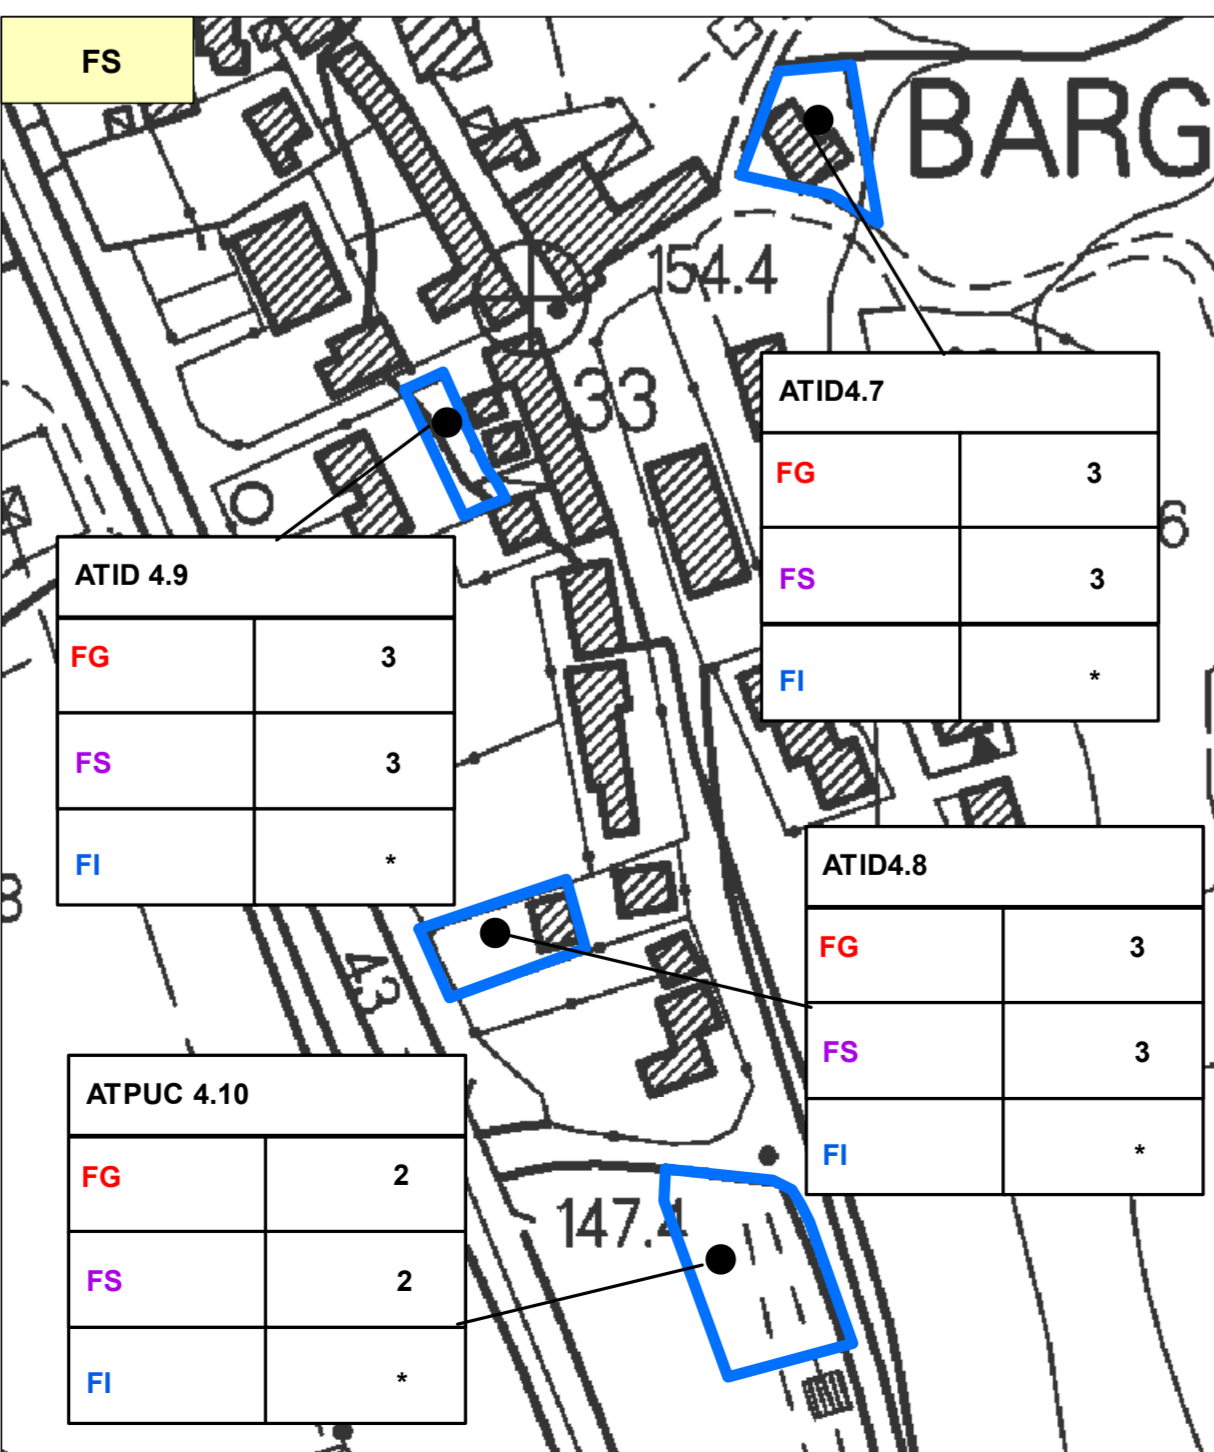 FS
BARG
154.4
33
ATID4.7
FG 3
FS 3
FI *
6
ATID 4.9
FG 3
FS 3
FI *
ATID4.8
FG 3
FS 3
FI *
43
ATPUC 4.10
FG 2
FS 2
FI *
147.4